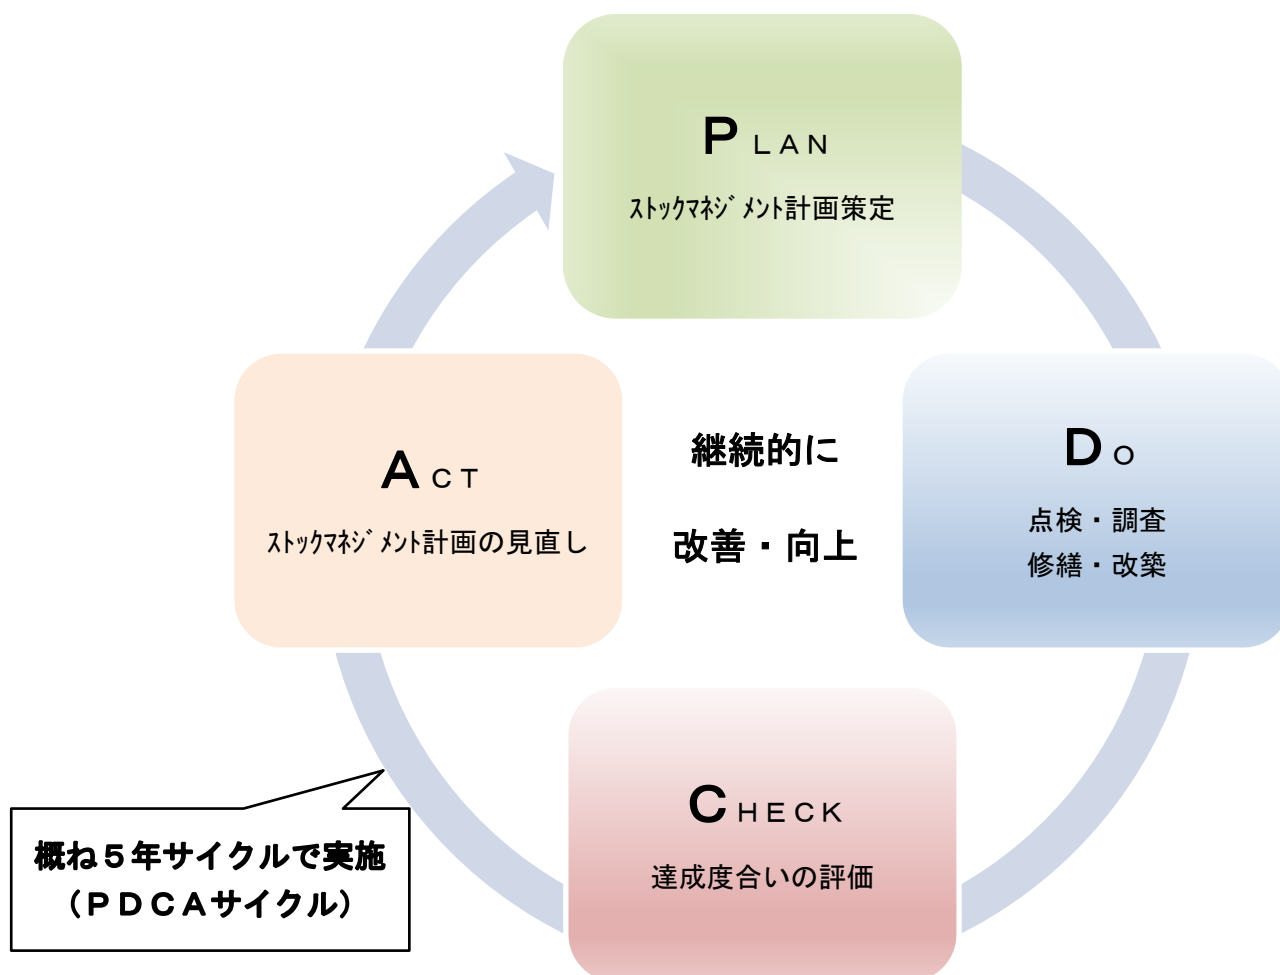 ＰＬＡＮ
ｽﾄｯｸﾏﾈｼﾞﾒﾝﾄ計画策定
ＡＣＴ
ｽﾄｯｸﾏﾈｼﾞﾒﾝﾄ計画の見直し
継続的に
改善・向上
Ｄｏ
点検・調査
修繕・改築
ＣＨＥＣＫ
達成度合いの評価
概ね５年サイクルで実施
（ＰＤＣＡサイクル）